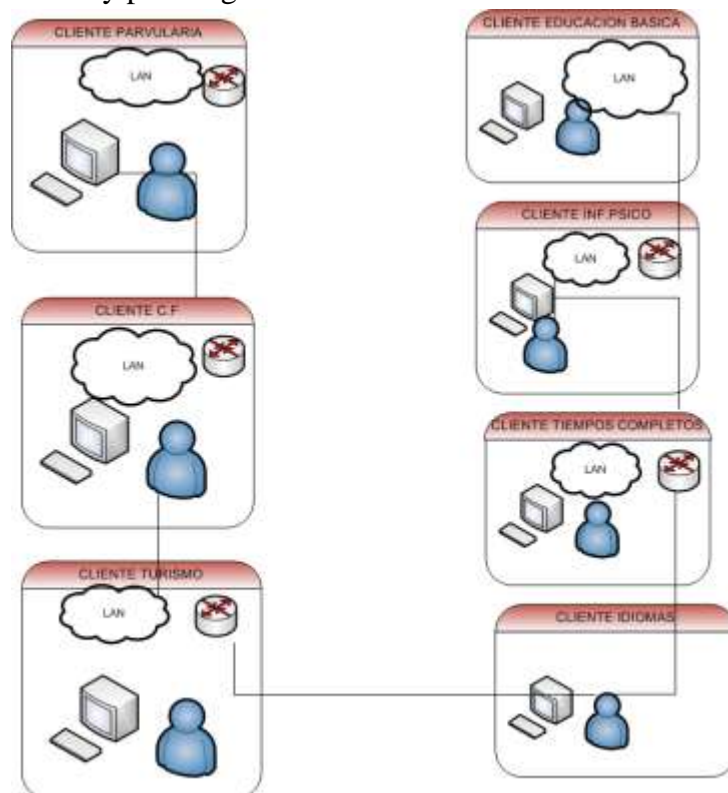 CLIENTE PARVULARIA
LAN
CLIENTE C.F
LAN
CLIENTE TURISMO
LAN
CLIENTE EDUCACION BASICA
LAN
CLIENTE INF.PSICO
LAN
CLIENTE TIEMPOS COMPLETOS
LAN
CLIENTE IDIOMAS